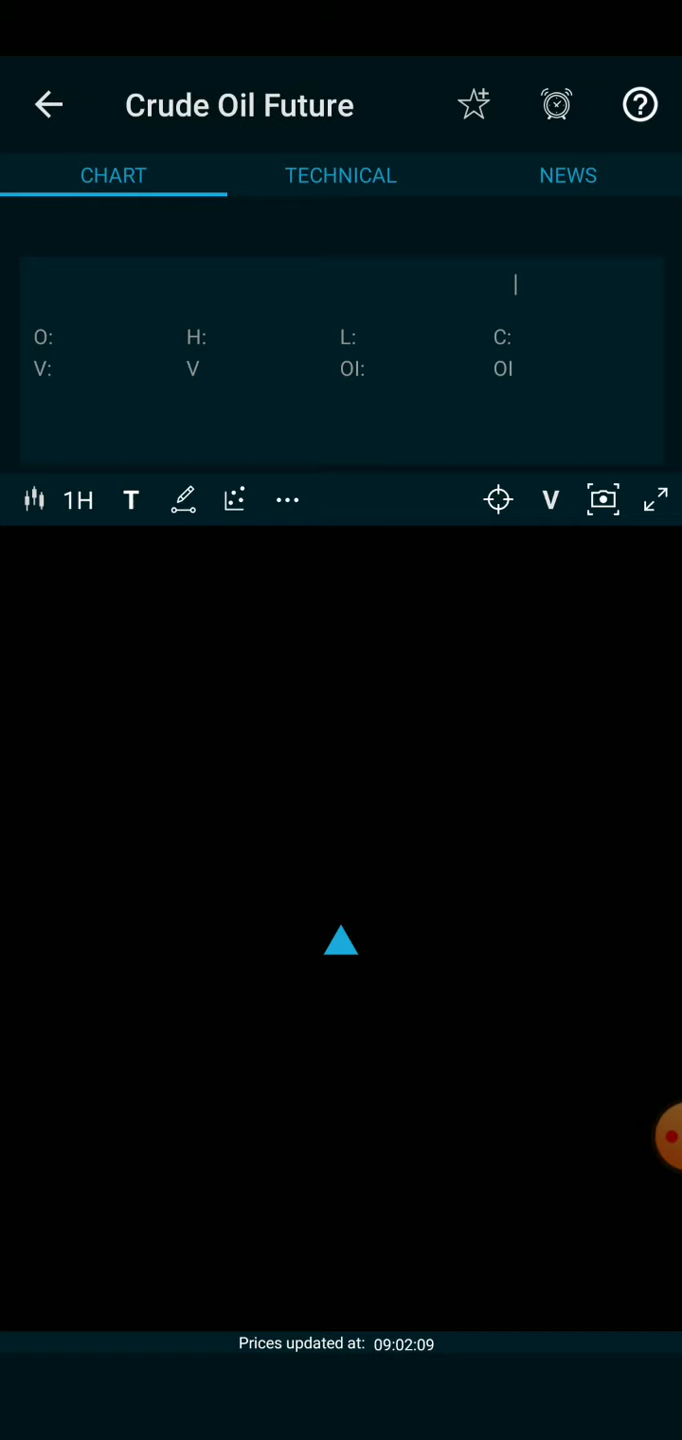 Crude Oil Future
CHART TECHNICAL NEWS
|
O: H: L: C:
V: V OI: OI
1H T V
Prices updated at: 09:02:09